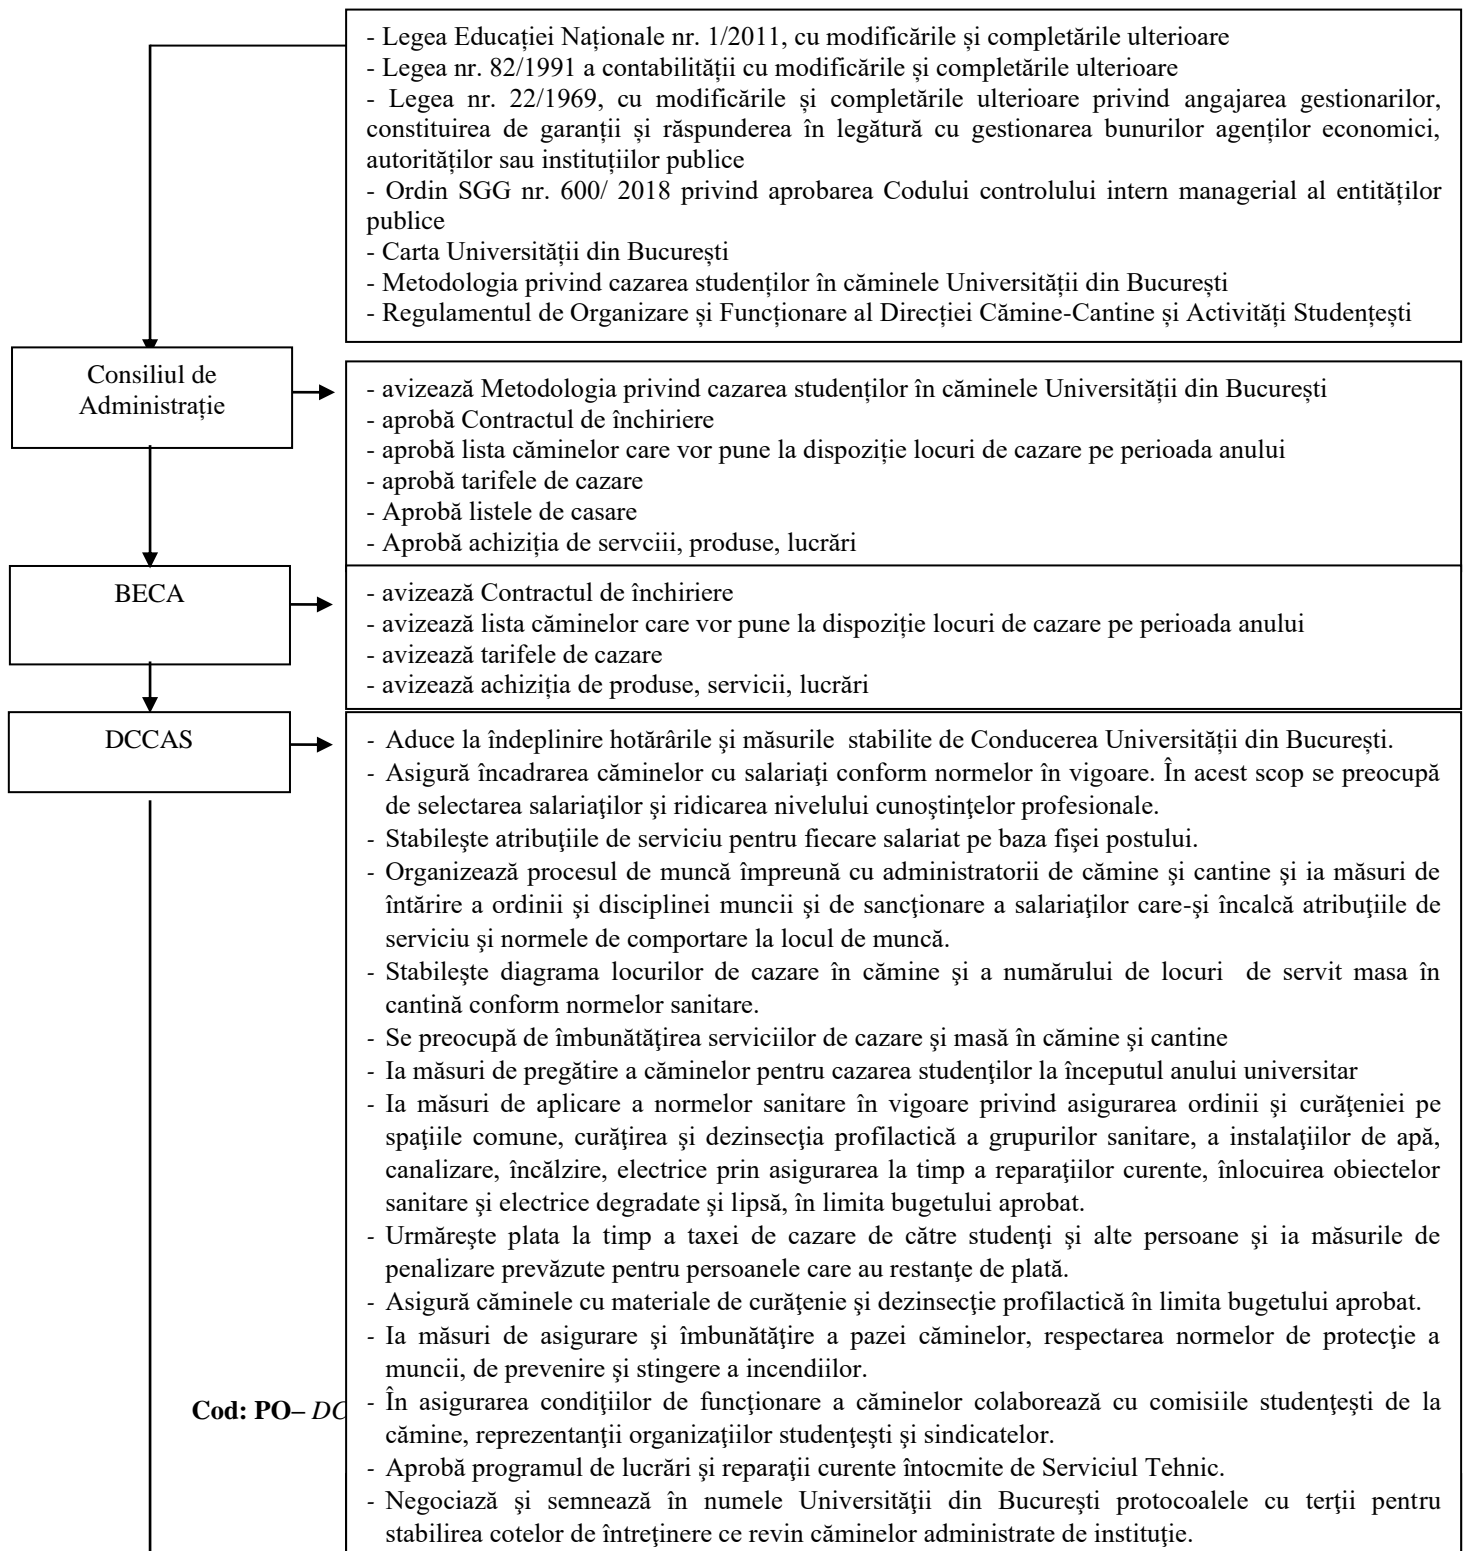 - Legea Educației Naționale nr. 1/2011, cu modificările și completările ulterioare
- Legea nr. 82/1991 a contabilității cu modificările și completările ulterioare
- Legea nr. 22/1969, cu modificările și completările ulterioare privind angajarea gestionarilor,
constituirea de garanții și răspunderea în legătură cu gestionarea bunurilor agenților economici,
autorităților sau instituțiilor publice
- Ordin SGG nr. 600/ 2018 privind aprobarea Codului controlului intern managerial al entităților
publice
- Carta Universității din București
- Metodologia privind cazarea studenților în căminele Universității din București
- Regulamentul de Organizare și Funcționare al Direcției Cămine-Cantine și Activități Studențești
Consiliul de
Administrație
- avizează Metodologia privind cazarea studenților în căminele Universității din București
- aprobă Contractul de închiriere
- aprobă lista căminelor care vor pune la dispoziție locuri de cazare pe perioada anului
- aprobă tarifele de cazare
- Aprobă listele de casare
- Aprobă achiziția de servciii, produse, lucrări
BECA
- avizează Contractul de închiriere
- avizează lista căminelor care vor pune la dispoziție locuri de cazare pe perioada anului
- avizează tarifele de cazare
- avizează achiziția de produse, servicii, lucrări
DCCAS
- Aduce la îndeplinire hotărârile şi măsurile stabilite de Conducerea Universității din București.
- Asigură încadrarea căminelor cu salariaţi conform normelor în vigoare. În acest scop se preocupă
de selectarea salariaţilor şi ridicarea nivelului cunoştinţelor profesionale.
- Stabileşte atribuţiile de serviciu pentru fiecare salariat pe baza fişei postului.
- Organizează procesul de muncă împreună cu administratorii de cămine şi cantine şi ia măsuri de
întărire a ordinii şi disciplinei muncii şi de sancţionare a salariaţilor care-şi încalcă atribuţiile de
serviciu şi normele de comportare la locul de muncă.
- Stabileşte diagrama locurilor de cazare în cămine şi a numărului de locuri de servit masa în
cantină conform normelor sanitare.
- Se preocupă de îmbunătăţirea serviciilor de cazare şi masă în cămine şi cantine
- Ia măsuri de pregătire a căminelor pentru cazarea studenţilor la începutul anului universitar
- Ia măsuri de aplicare a normelor sanitare în vigoare privind asigurarea ordinii şi curăţeniei pe
spaţiile comune, curăţirea şi dezinsecţia profilactică a grupurilor sanitare, a instalaţiilor de apă,
canalizare, încălzire, electrice prin asigurarea la timp a reparaţiilor curente, înlocuirea obiectelor
sanitare şi electrice degradate şi lipsă, în limita bugetului aprobat.
- Urmăreşte plata la timp a taxei de cazare de către studenţi şi alte persoane şi ia măsurile de
penalizare prevăzute pentru persoanele care au restanţe de plată.
- Asigură căminele cu materiale de curăţenie şi dezinsecţie profilactică în limita bugetului aprobat.
- Ia măsuri de asigurare şi îmbunătăţire a pazei căminelor, respectarea normelor de protecţie a
muncii, de prevenire şi stingere a incendiilor.
- În asigurarea condiţiilor de funcţionare a căminelor colaborează cu comisiile studenţeşti de la
cămine, reprezentanţii organizaţiilor studenţeşti şi sindicatelor.
- Aprobă programul de lucrări şi reparaţii curente întocmite de Serviciul Tehnic.
- Negociază şi semnează în numele Universităţii din Bucureşti protocoalele cu terţii pentru
stabilirea cotelor de întreţinere ce revin căminelor administrate de instituţie.
Cod: PO– DC